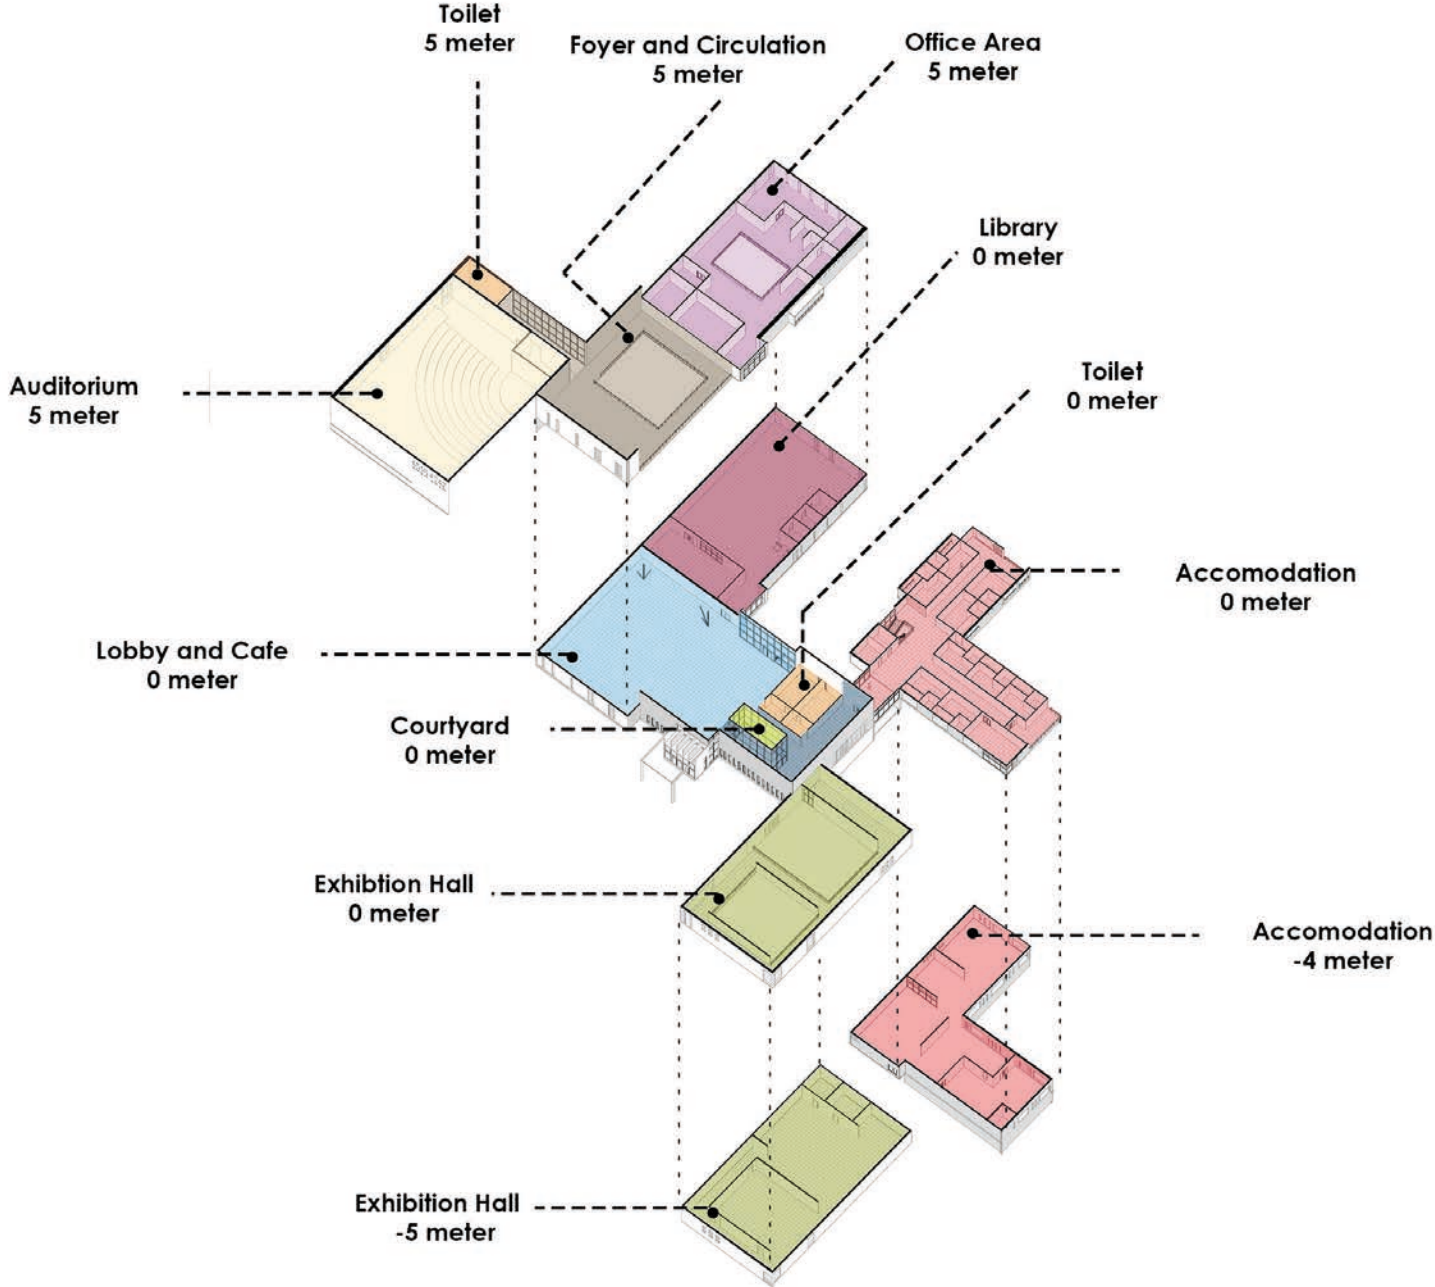 Toilet
5 meter
Foyer and Circulation
5 meter
Office Area
5 meter
Library
0 meter
Toilet
0 meter
Auditorium
5 meter
Accomodation
0 meter
Lobby and Cafe
0 meter
Courtyard
0 meter
Exhibtion Hall
0 meter
Accomodation
-4 meter
Exhibition Hall
-5 meter